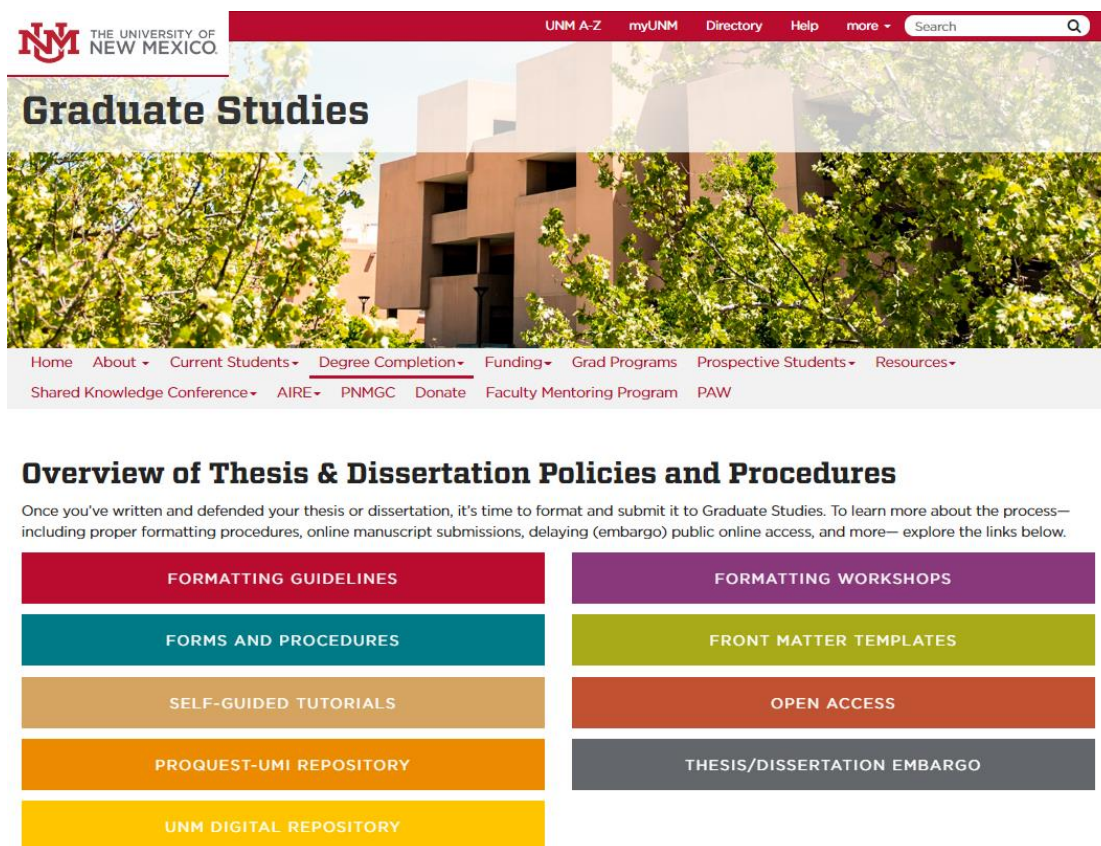 THE UNIVERSITY OF
NEW MEXICO.
UNM A-Z myUNM Directory Help more Search
Graduate Studies
Home About Current Students Degree Completion Funding Grad Programs Prospective Students Resources
Shared Knowledge Conference AIRE PNMGC Donate Faculty Mentoring Program PAW
Overview of Thesis & Dissertation Policies and Procedures
Once you've written and defended your thesis or dissertation, it's time to format and submit it to Graduate Studies. To learn more about the process—
including proper formatting procedures, online manuscript submissions, delaying (embargo) public online access, and more— explore the links below.
FORMATTING GUIDELINES
FORMATTING WORKSHOPS
FORMS AND PROCEDURES
FRONT MATTER TEMPLATES
SELF-GUIDED TUTORIALS
OPEN ACCESS
PROQUEST-UMI REPOSITORY
THESIS/DISSERTATION EMBARGO
UNM DIGITAL REPOSITORY